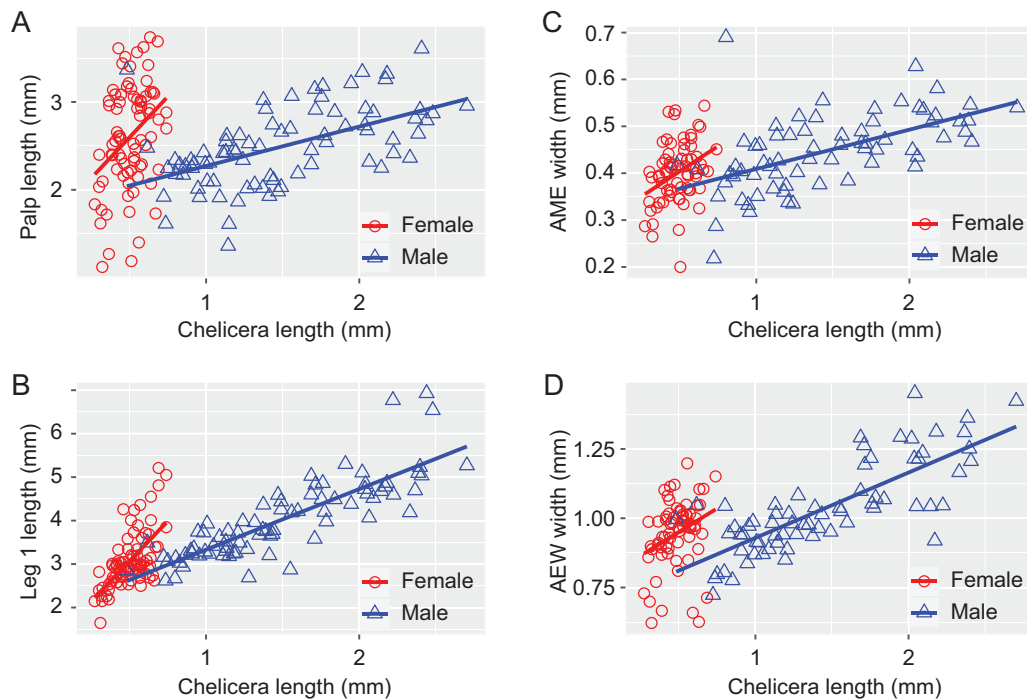 A
Palp length (mm)
3
2
Female
Male
1
2
Chelicera length (mm)
C
AME width (mm)
0.7
0.6
0.5
0.4
0.3
0.2
Female
Male
1
2
Chelicera length (mm)
B
Leg 1 length (mm)
6
5
4
3
2
Female
Male
1
2
Chelicera length (mm)
D
AEW width (mm)
1.25
1.00
0.75
Female
Male
1
2
Chelicera length (mm)